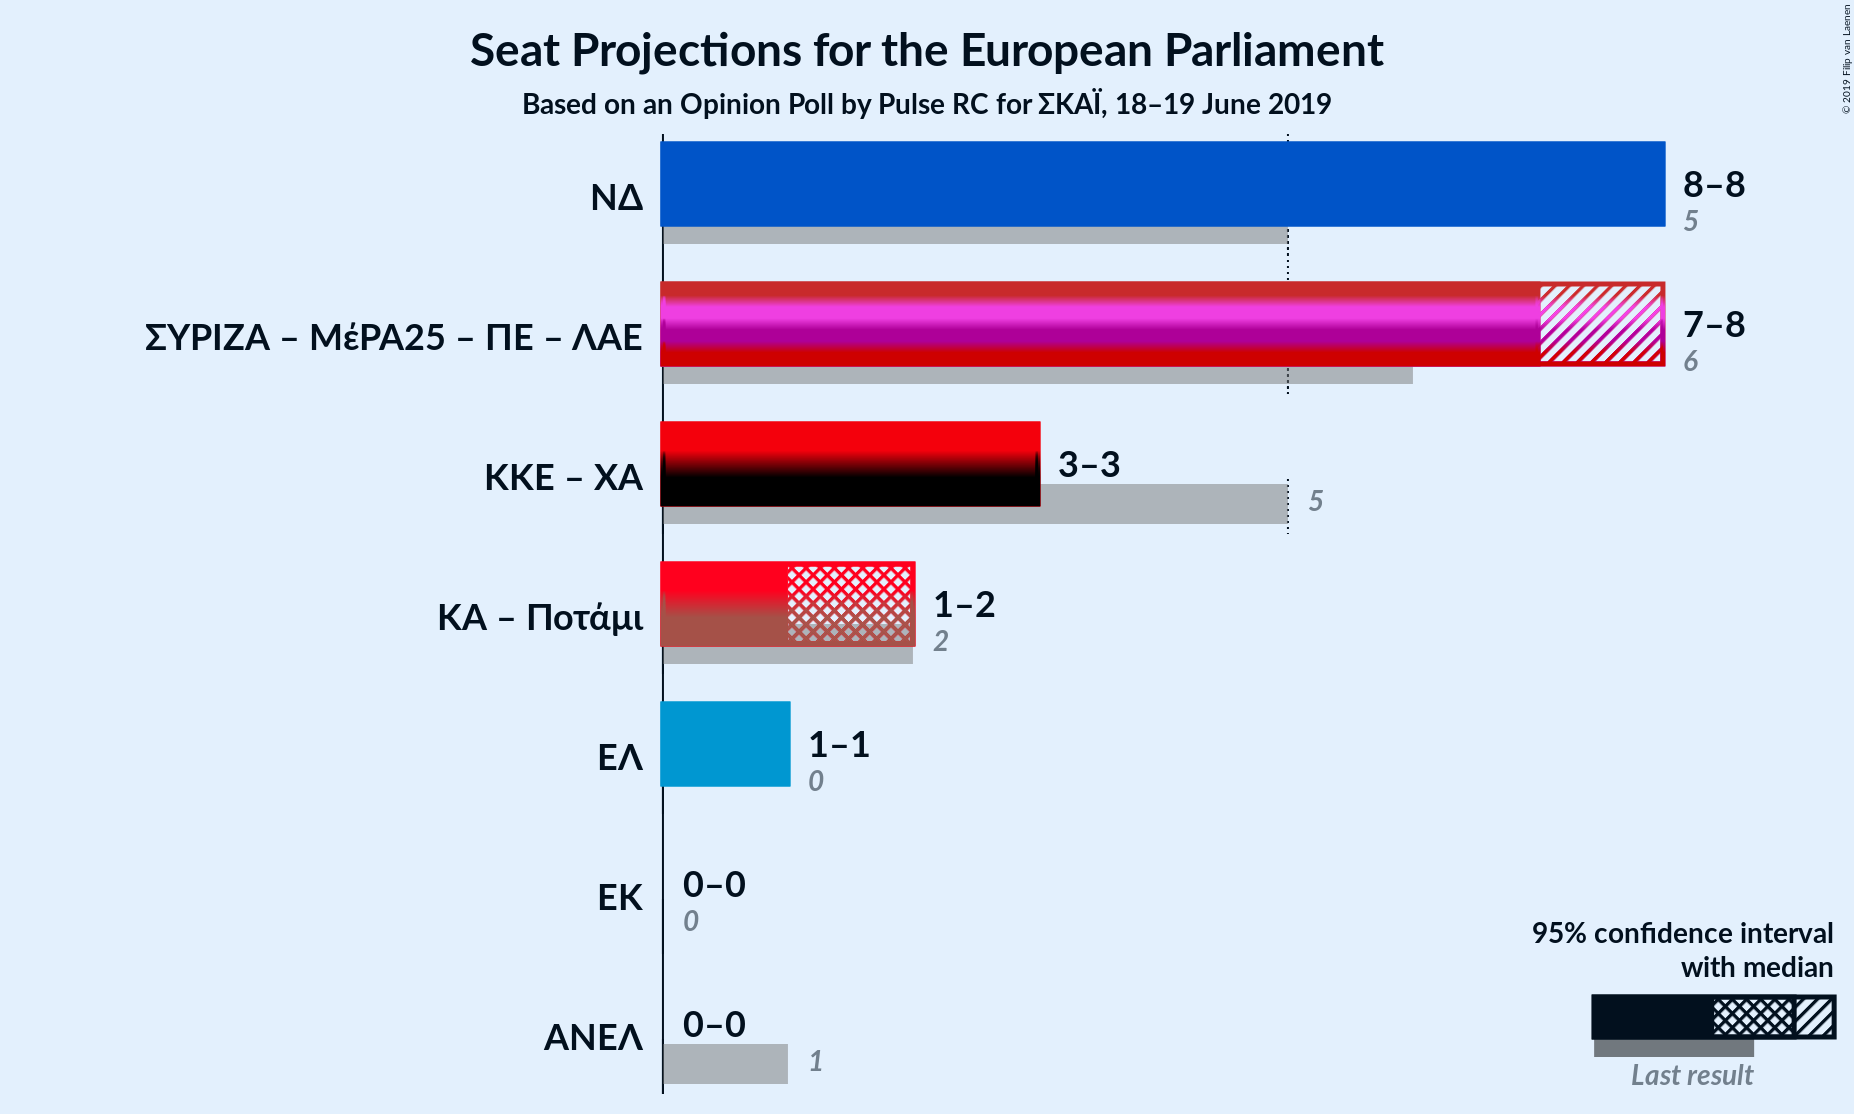 Seat Projections for the European Parliament
Based on an Opinion Poll by Pulse RC for ΣΚΑΪ, 18–19 June 2019
© 2019 Filip van Laenen
ΝΔ
8–8
5
ΣΥΡΙΖΑ – ΜέΡΑ25 – ΠΕ – ΛΑΕ
7–8
6
ΚΚΕ – ΧΑ
3–3
5
ΚΑ – Ποτάμι
1–2
2
ΕΛ
1–1
0
ΕΚ
0–0
0
ΑΝΕΛ
0–0
1
95% confidence interval
with median
Last result